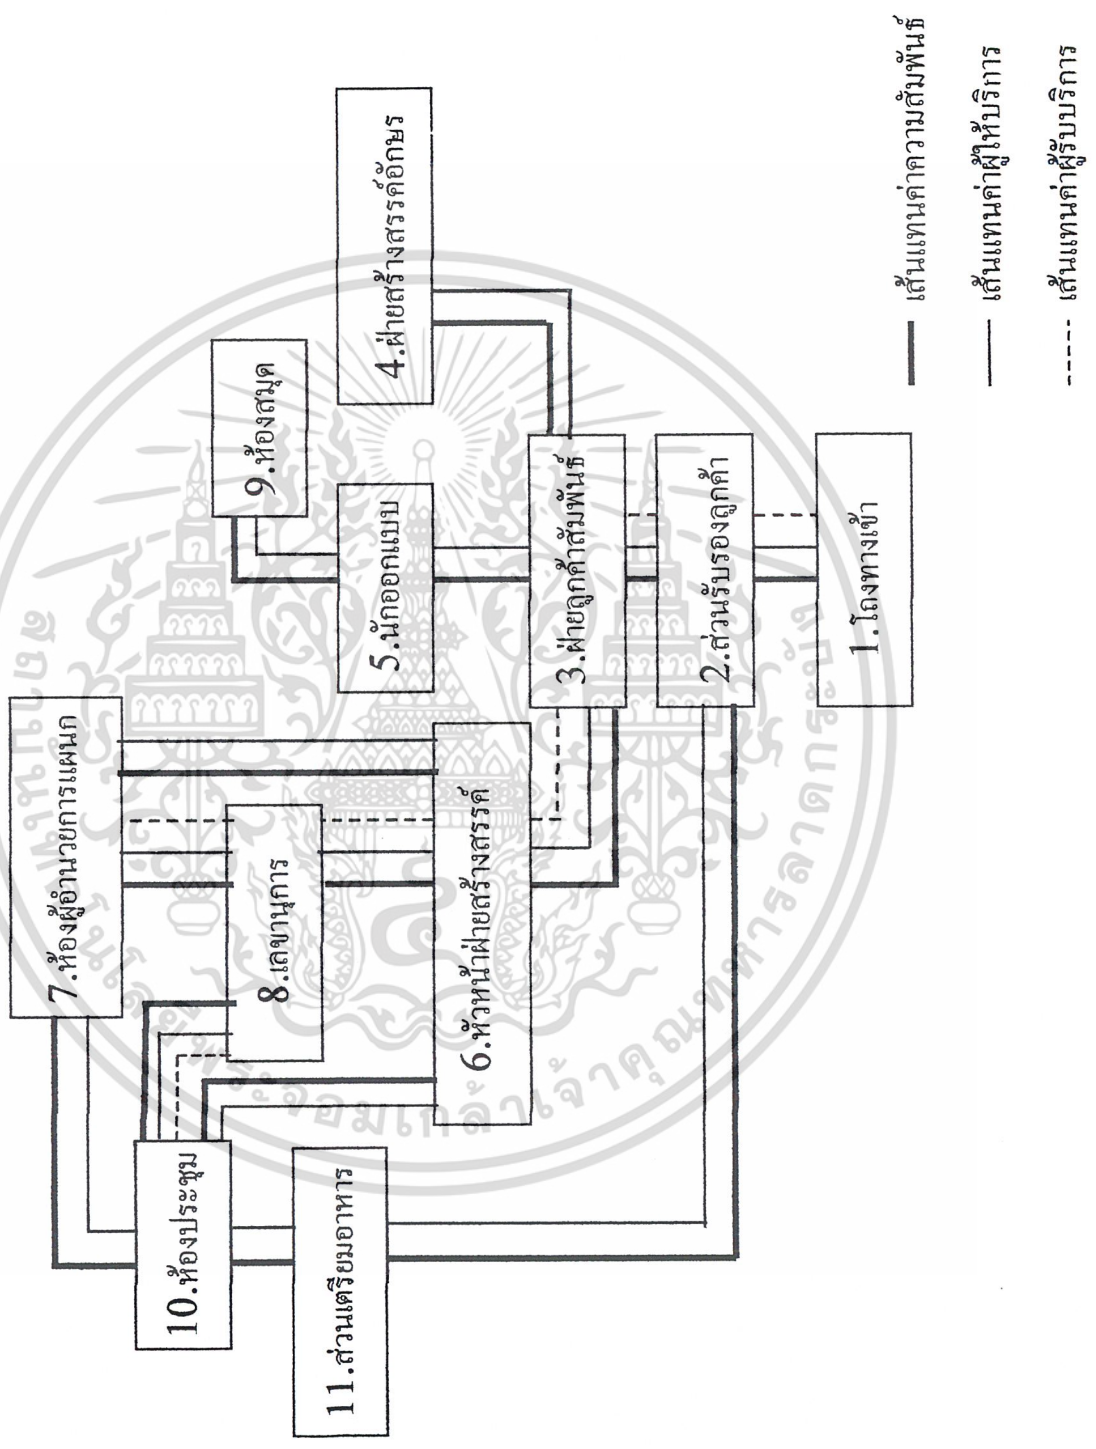 7.ห้องผู้อำนวยการแผนก
10.ห้องประชุม
9.ห้องสมุด
8.เลขานุการ
11.ส่วนเตรียมอาหาร
5.นักออกแบบ
4.ฝ่ายสร้างสรรค์อักษร
6.หัวหน้าฝ่ายสร้างสรรค์
3.ฝ่ายลูกค้าสัมพันธ์
2.ส่วนรับรองลูกค้า
1.โถงทางเข้า
เส้นแทนค่าความสัมพันธ์
เส้นแทนค่าผู้ให้บริการ
เส้นแทนค่าผู้รับบริการ